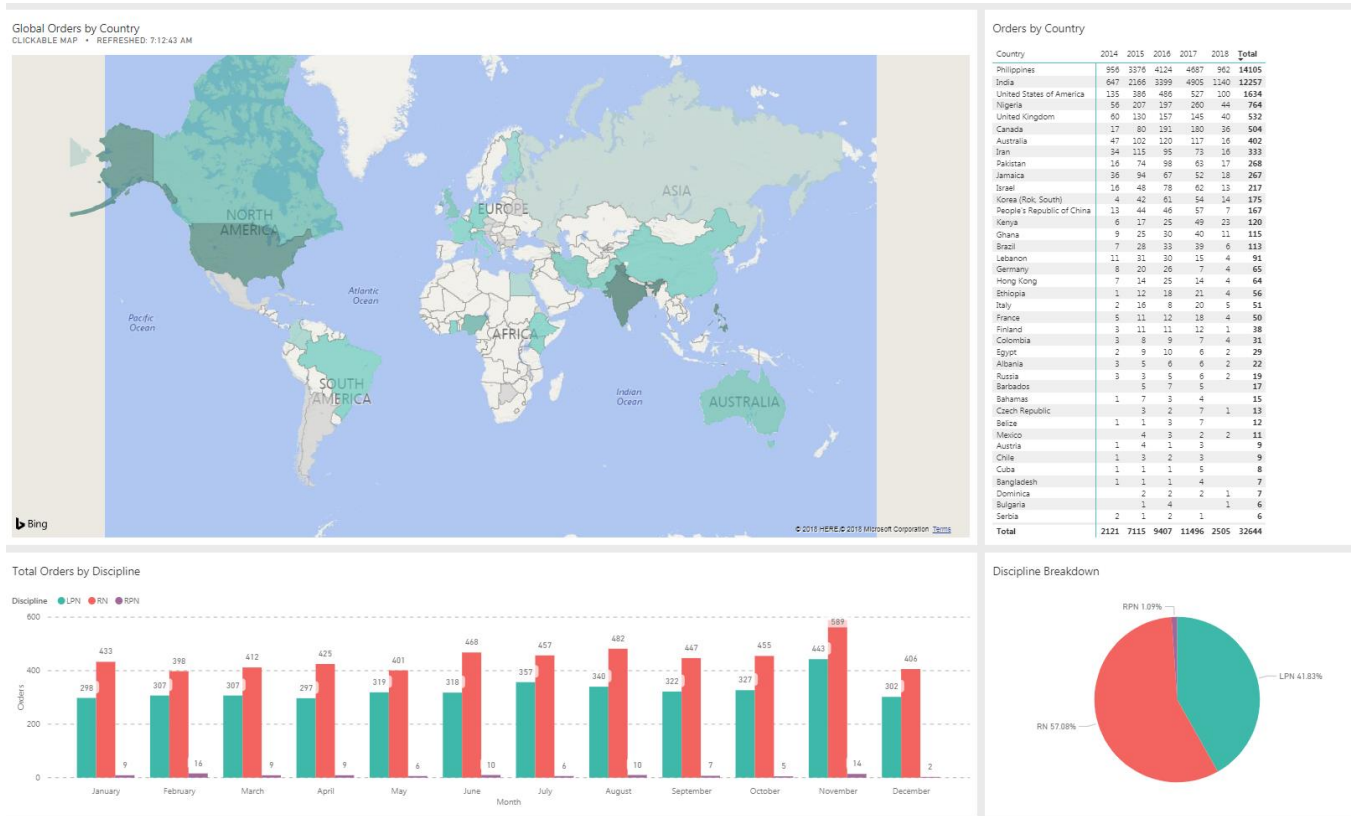 Global Orders by Country
CLICKABLE MAP • REFRESHED: 7:12:43 AM
NORTH
AMERICA
EUROPE
ASIA
Atlantic
Ocean
Pacific
Ocean
AFRICA
SOUTH
AMERICA
Indian
Ocean
AUSTRALIA
Bing
© 2018 HERE,© 2018 Microsoft Corporation Terms
Orders by Country
Country 2014 2015 2016 2017 2018 Total
Philippines 956 3376 4124 4687 962 14105
India 647 2166 3399 4905 1140 12257
United States of America 135 386 486 527 100 1634
Nigeria 56 207 197 260 44 764
United Kingdom 60 130 157 145 40 532
Canada 17 80 191 180 36 504
Australia 47 102 120 117 16 402
Iran 34 115 95 73 16 333
Pakistan 16 74 98 63 17 268
Jamaica 36 94 67 52 18 267
Israel 16 48 78 62 13 217
Korea (Rok, South) 4 42 61 54 14 175
People's Republic of China 13 44 46 57 7 167
Kenya 6 17 25 49 23 120
Ghana 9 25 30 40 11 115
Brazil 7 28 33 39 6 113
Lebanon 11 31 30 15 4 91
Germany 8 20 26 7 4 65
Hong Kong 7 14 25 14 4 64
Ethiopia 1 12 18 21 4 56
Italy 2 16 8 20 5 51
France 5 11 12 18 4 50
Finland 3 11 11 12 1 38
Colombia 3 8 9 7 4 31
Egypt 2 9 10 6 2 29
Albania 3 5 6 6 2 22
Russia 3 3 5 6 2 19
Barbados 5 7 5 17
Bahamas 1 7 3 4 15
Czech Republic 3 2 7 1 13
Belize 1 1 3 7 12
Mexico 4 3 2 2 11
Austria 1 4 1 3 9
Chile 1 3 2 3 9
Cuba 1 1 1 5 8
Bangladesh 1 1 1 4 7
Dominica 2 2 2 1 7
Bulgaria 1 4 1 6
Serbia 2 1 2 1 6
Total 2121 7115 9407 11496 2505 32644
Total Orders by Discipline
Discipline LPN RN RPN
Orders
600
400
200
0
298 433 9
307 398 16
307 412 9
297 425 9
319 401 6
318 468 10
357 457 6
340 482 10
322 447 7
327 455 5
443 589 14
302 406 2
January February March April May June July August September October November December
Month
Discipline Breakdown
RPN 1.09%
LPN 41.83%
RN 57.08%